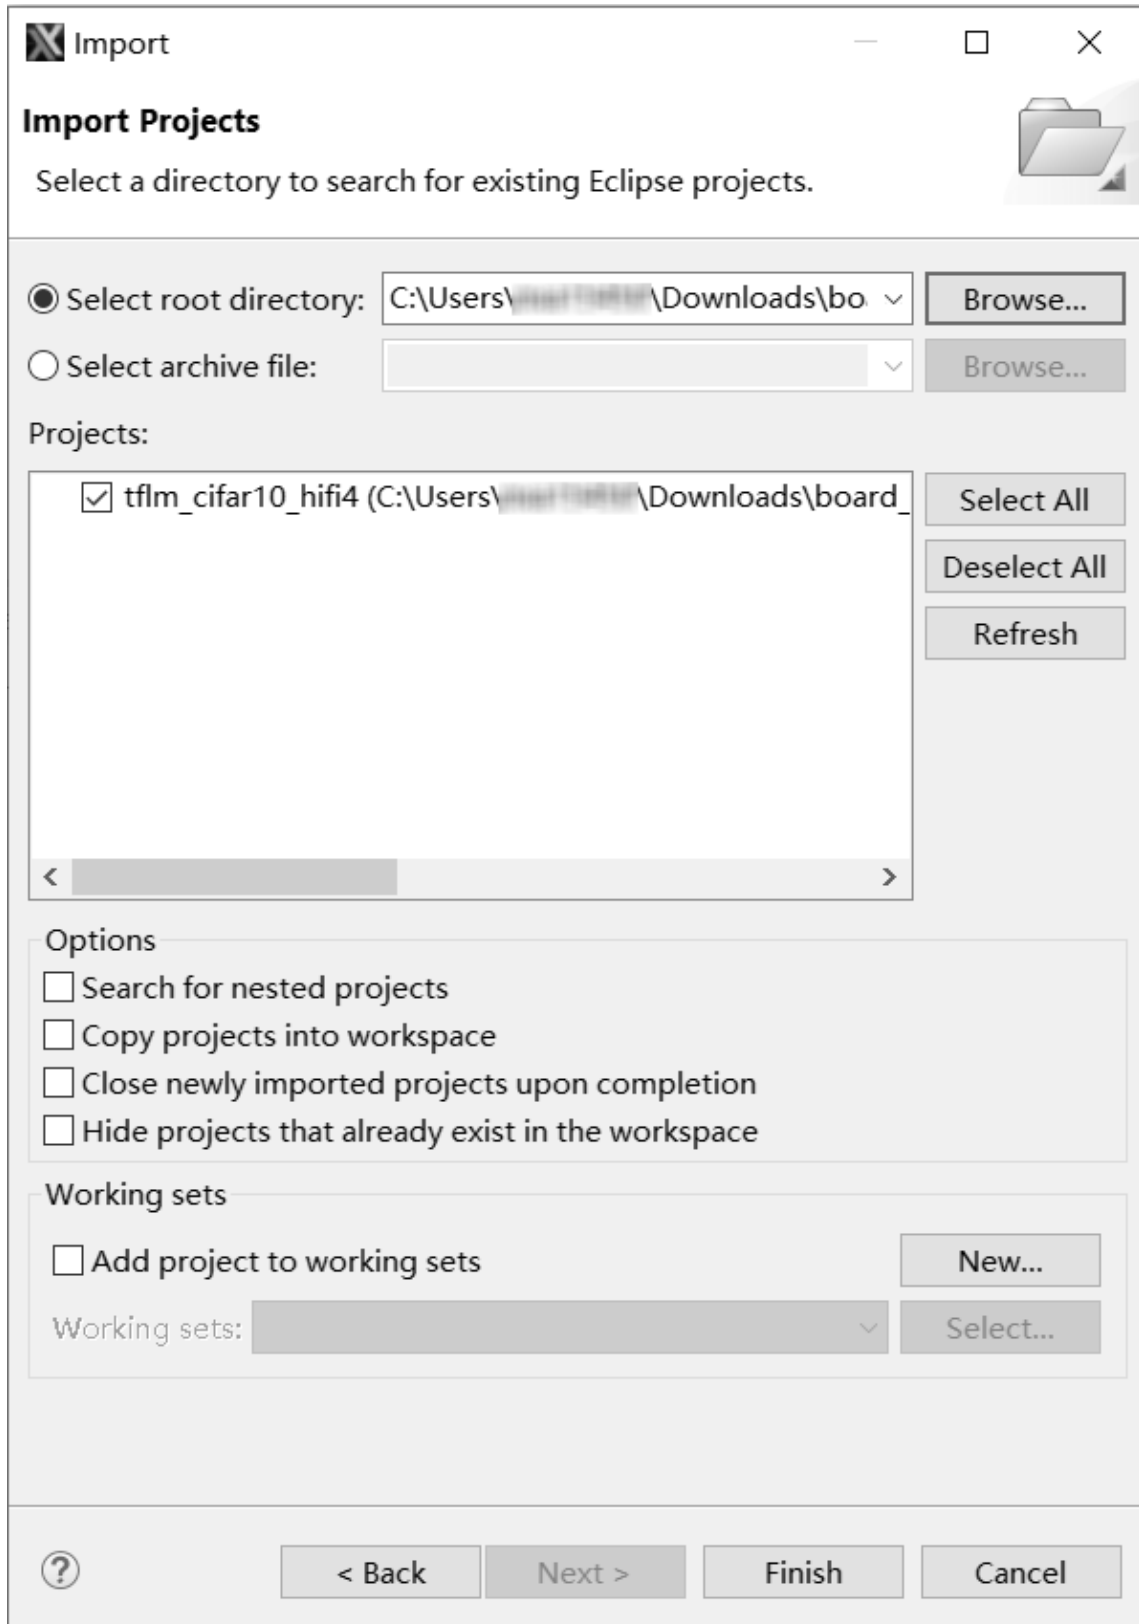 Import
Import Projects
Select a directory to search for existing Eclipse projects.
Select root directory: C:\Users\ \Downloads\bo Browse...
Select archive file: Browse...
Projects:
tflm_cifar10_hifi4 (C:\Users\ \Downloads\board_ Select All
Deselect All
Refresh
Options
Search for nested projects
Copy projects into workspace
Close newly imported projects upon completion
Hide projects that already exist in the workspace
Working sets
Add project to working sets New...
Working sets: Select...
? < Back Next > Finish Cancel